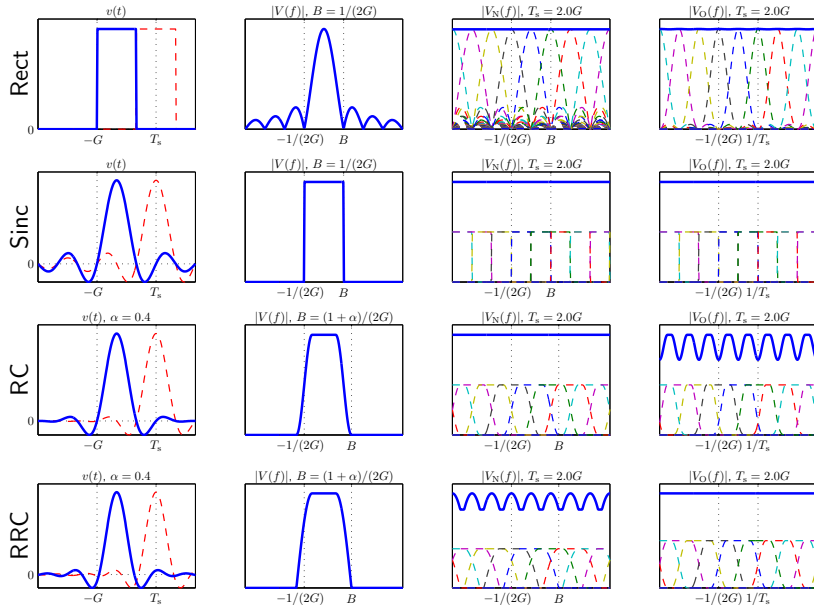 v(t)
|V(f)|, B = 1/(2G)
|V_N(f)|, T_s = 2.0G
|V_O(f)|, T_s = 2.0G
Rect
0
−G
T_s
−1/(2G)
B
−1/(2G)
B
−1/(2G) 1/T_s
v(t)
|V(f)|, B = 1/(2G)
|V_N(f)|, T_s = 2.0G
|V_O(f)|, T_s = 2.0G
Sinc
0
−G
T_s
−1/(2G)
B
−1/(2G)
B
−1/(2G) 1/T_s
v(t), α = 0.4
|V(f)|, B = (1 + α)/(2G)
|V_N(f)|, T_s = 2.0G
|V_O(f)|, T_s = 2.0G
RC
0
−G
T_s
−1/(2G)
B
−1/(2G)
B
−1/(2G) 1/T_s
v(t), α = 0.4
|V(f)|, B = (1 + α)/(2G)
|V_N(f)|, T_s = 2.0G
|V_O(f)|, T_s = 2.0G
RRC
0
−G
T_s
−1/(2G)
B
−1/(2G)
B
−1/(2G) 1/T_s